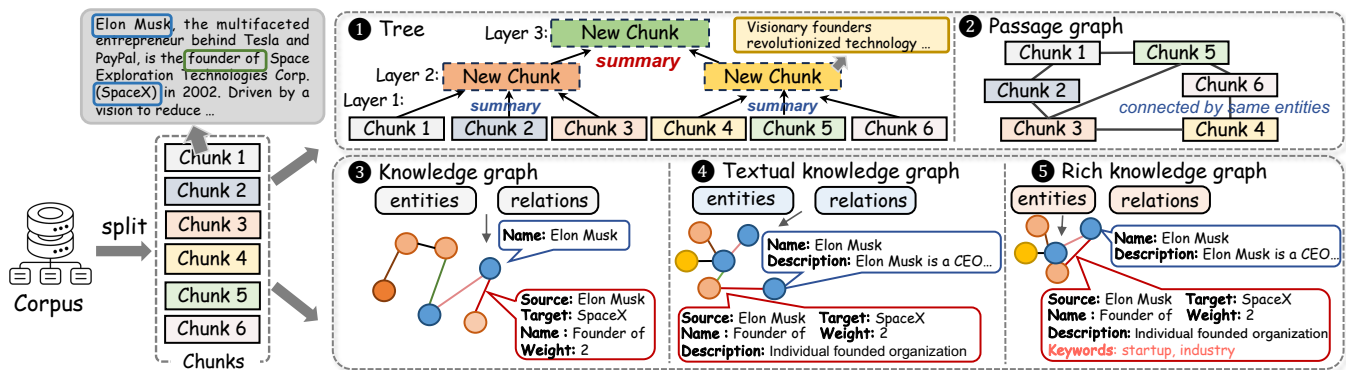 Elon Musk, the multifaceted
entrepreneur behind Tesla and
PayPal, is the founder of Space
Exploration Technologies Corp.
(SpaceX) in 2002. Driven by a
vision to reduce ...
Corpus
split
Chunk 1
Chunk 2
Chunk 3
Chunk 4
Chunk 5
Chunk 6
Chunks
1 Tree
Layer 3:
New Chunk
summary
Visionary founders
revolutionized technology ...
Layer 2:
New Chunk
New Chunk
Layer 1:
summary
summary
Chunk 1
Chunk 2
Chunk 3
Chunk 4
Chunk 5
Chunk 6
2 Passage graph
Chunk 1
Chunk 5
Chunk 2
Chunk 6
connected by same entities
Chunk 3
Chunk 4
3 Knowledge graph
entities
relations
Name: Elon Musk
Source: Elon Musk
Target: SpaceX
Name : Founder of
Weight: 2
4 Textual knowledge graph
entities
relations
Name: Elon Musk
Description: Elon Musk is a CEO...
Source: Elon Musk Target: SpaceX
Name : Founder of Weight: 2
Description: Individual founded organization
5 Rich knowledge graph
entities
relations
Name: Elon Musk
Description: Elon Musk is a CEO...
Source: Elon Musk Target: SpaceX
Name : Founder of Weight: 2
Description: Individual founded organization
Keywords: startup, industry